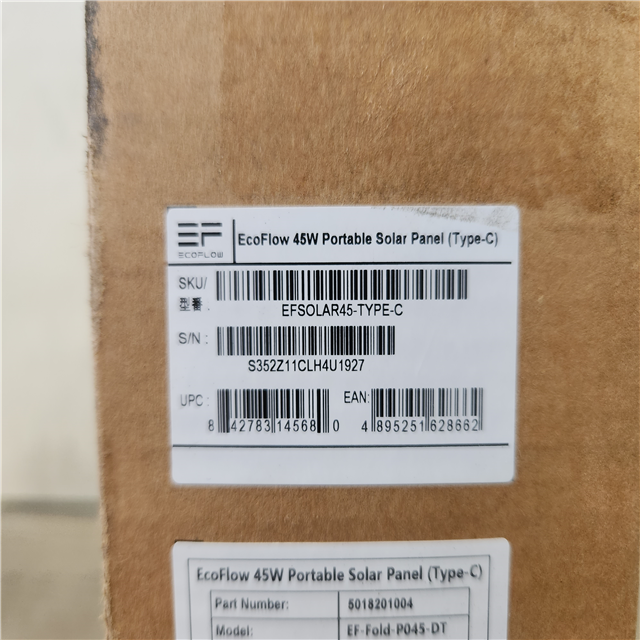 EF
ECOFLOW
EcoFlow 45W Portable Solar Panel (Type-C)
SKU/
型番 :
EFSOLAR45-TYPE-C
S/N :
S352Z11CLH4U1927
UPC :
8 42783 14568 0
EAN:
4 895251 628662
EcoFlow 45W Portable Solar Panel (Type-C)
Part Number: 5018201004
Model: EF-Fold-P045-DT